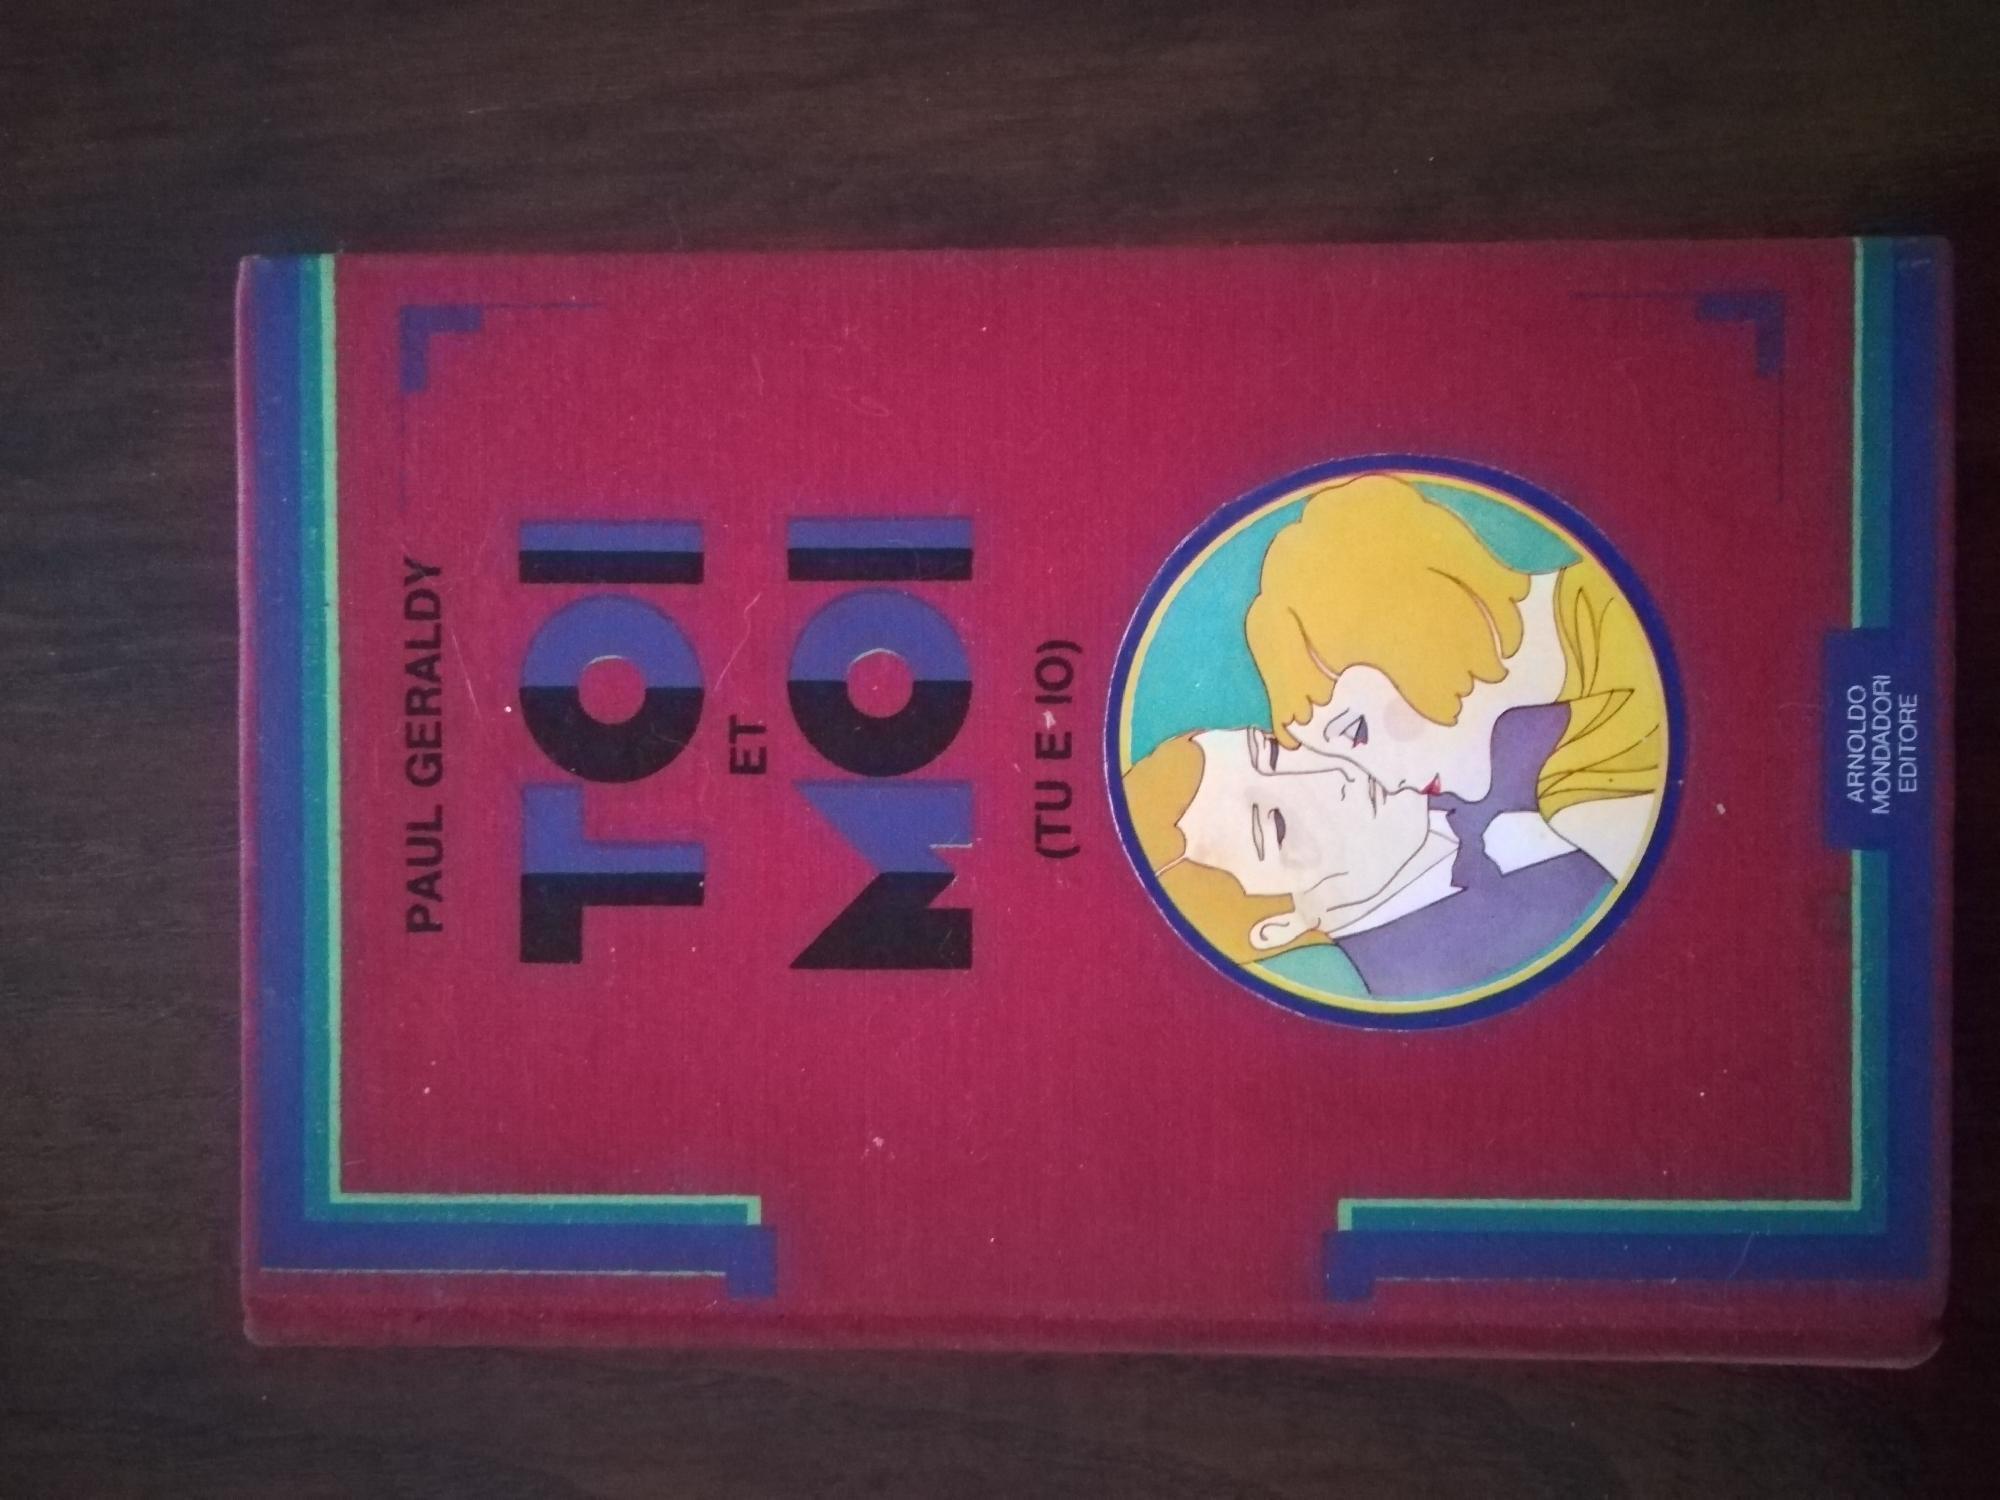 PAUL GERALDY
TOI
ET
MOI
(TU E IO)
ARNOLDO
MONDADORI
EDITORE